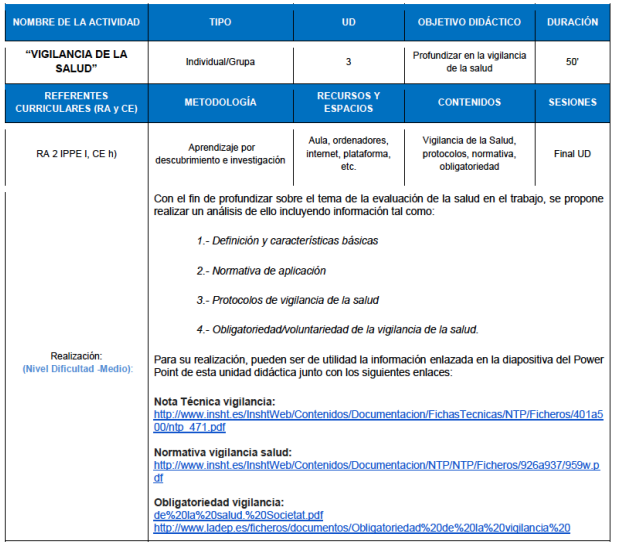 NOMBRE DE LA ACTIVIDAD
TIPO
UD
OBJETIVO DIDÁCTICO
DURACIÓN
“VIGILANCIA DE LA
SALUD”
Individual/Grupa
3
Profundizar en la vigilancia
de la salud
50'
REFERENTES
CURRICULARES (RA y CE)
METODOLOGÍA
RECURSOS Y
ESPACIOS
CONTENIDOS
SESIONES
RA 2 IPPE I, CE h)
Aprendizaje por
descubrimiento e investigación
Aula, ordenadores,
internet, plataforma,
etc.
Vigilancia de la Salud,
protocolos, normativa,
obligatoriedad
Final UD
Realización:
(Nivel Dificultad -Medio):
Con el fin de profundizar sobre el tema de la evaluación de la salud en el trabajo, se propone
realizar un análisis de ello incluyendo información tal como:
1.- Definición y características básicas
2.- Normativa de aplicación
3.- Protocolos de vigilancia de la salud
4.- Obligatoriedad/voluntariedad de la vigilancia de la salud.
Para su realización, pueden ser de utilidad la información enlazada en la diapositiva del Power
Point de esta unidad didáctica junto con los siguientes enlaces:
Nota Técnica vigilancia:
http://www.insht.es/InshtWeb/Contenidos/Documentacion/FichasTecnicas/NTP/Ficheros/401a5
00/ntp_471.pdf
Normativa vigilancia salud:
http://www.insht.es/InshtWeb/Contenidos/Documentacion/NTP/NTP/Ficheros/926a937/959w.p
df
Obligatoriedad vigilancia:
de%20la%20salud.%20Societat.pdf
http://www.ladep.es/ficheros/documentos/Obligatoriedad%20de%20la%20vigilancia%20